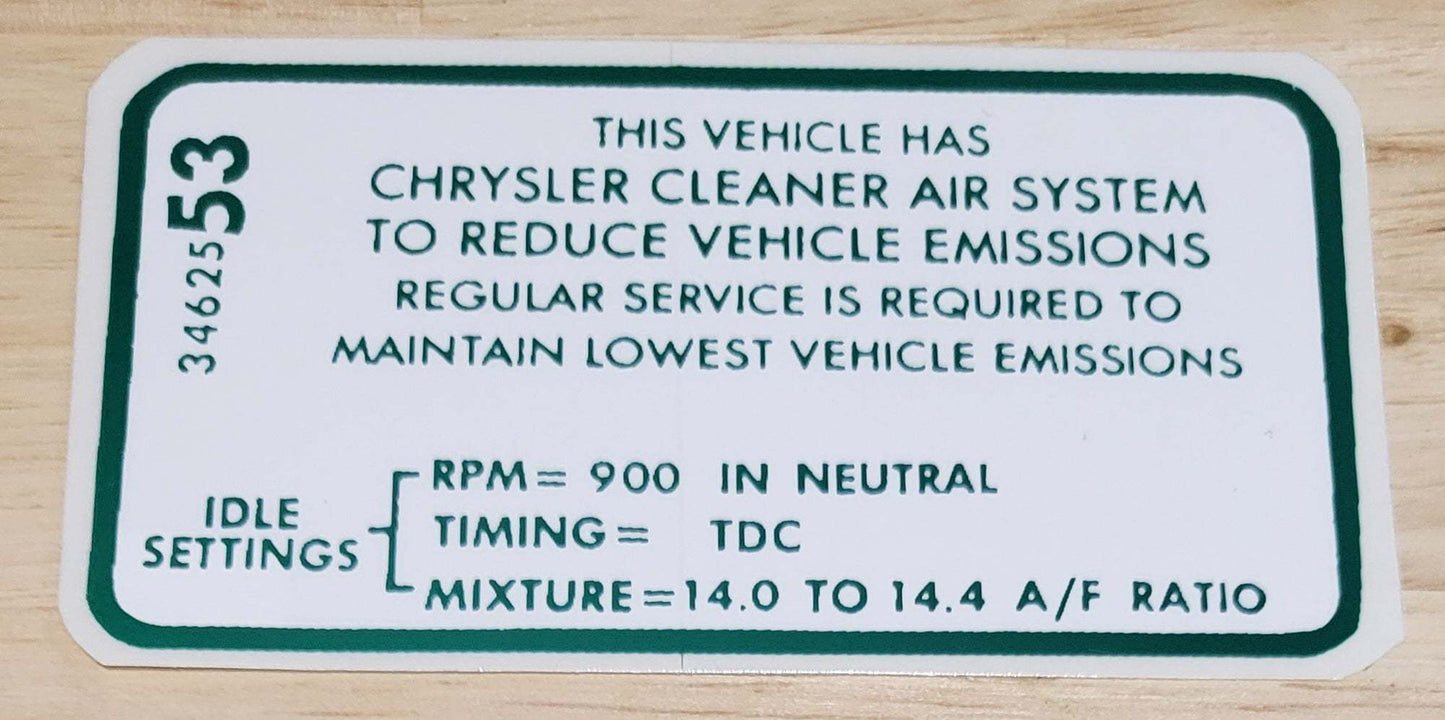 3462553
THIS VEHICLE HAS
CHRYSLER CLEANER AIR SYSTEM
TO REDUCE VEHICLE EMISSIONS
REGULAR SERVICE IS REQUIRED TO
MAINTAIN LOWEST VEHICLE EMISSIONS
IDLE
SETTINGS
RPM= 900 IN NEUTRAL
TIMING= TDC
MIXTURE=14.0 TO 14.4 A/F RATIO